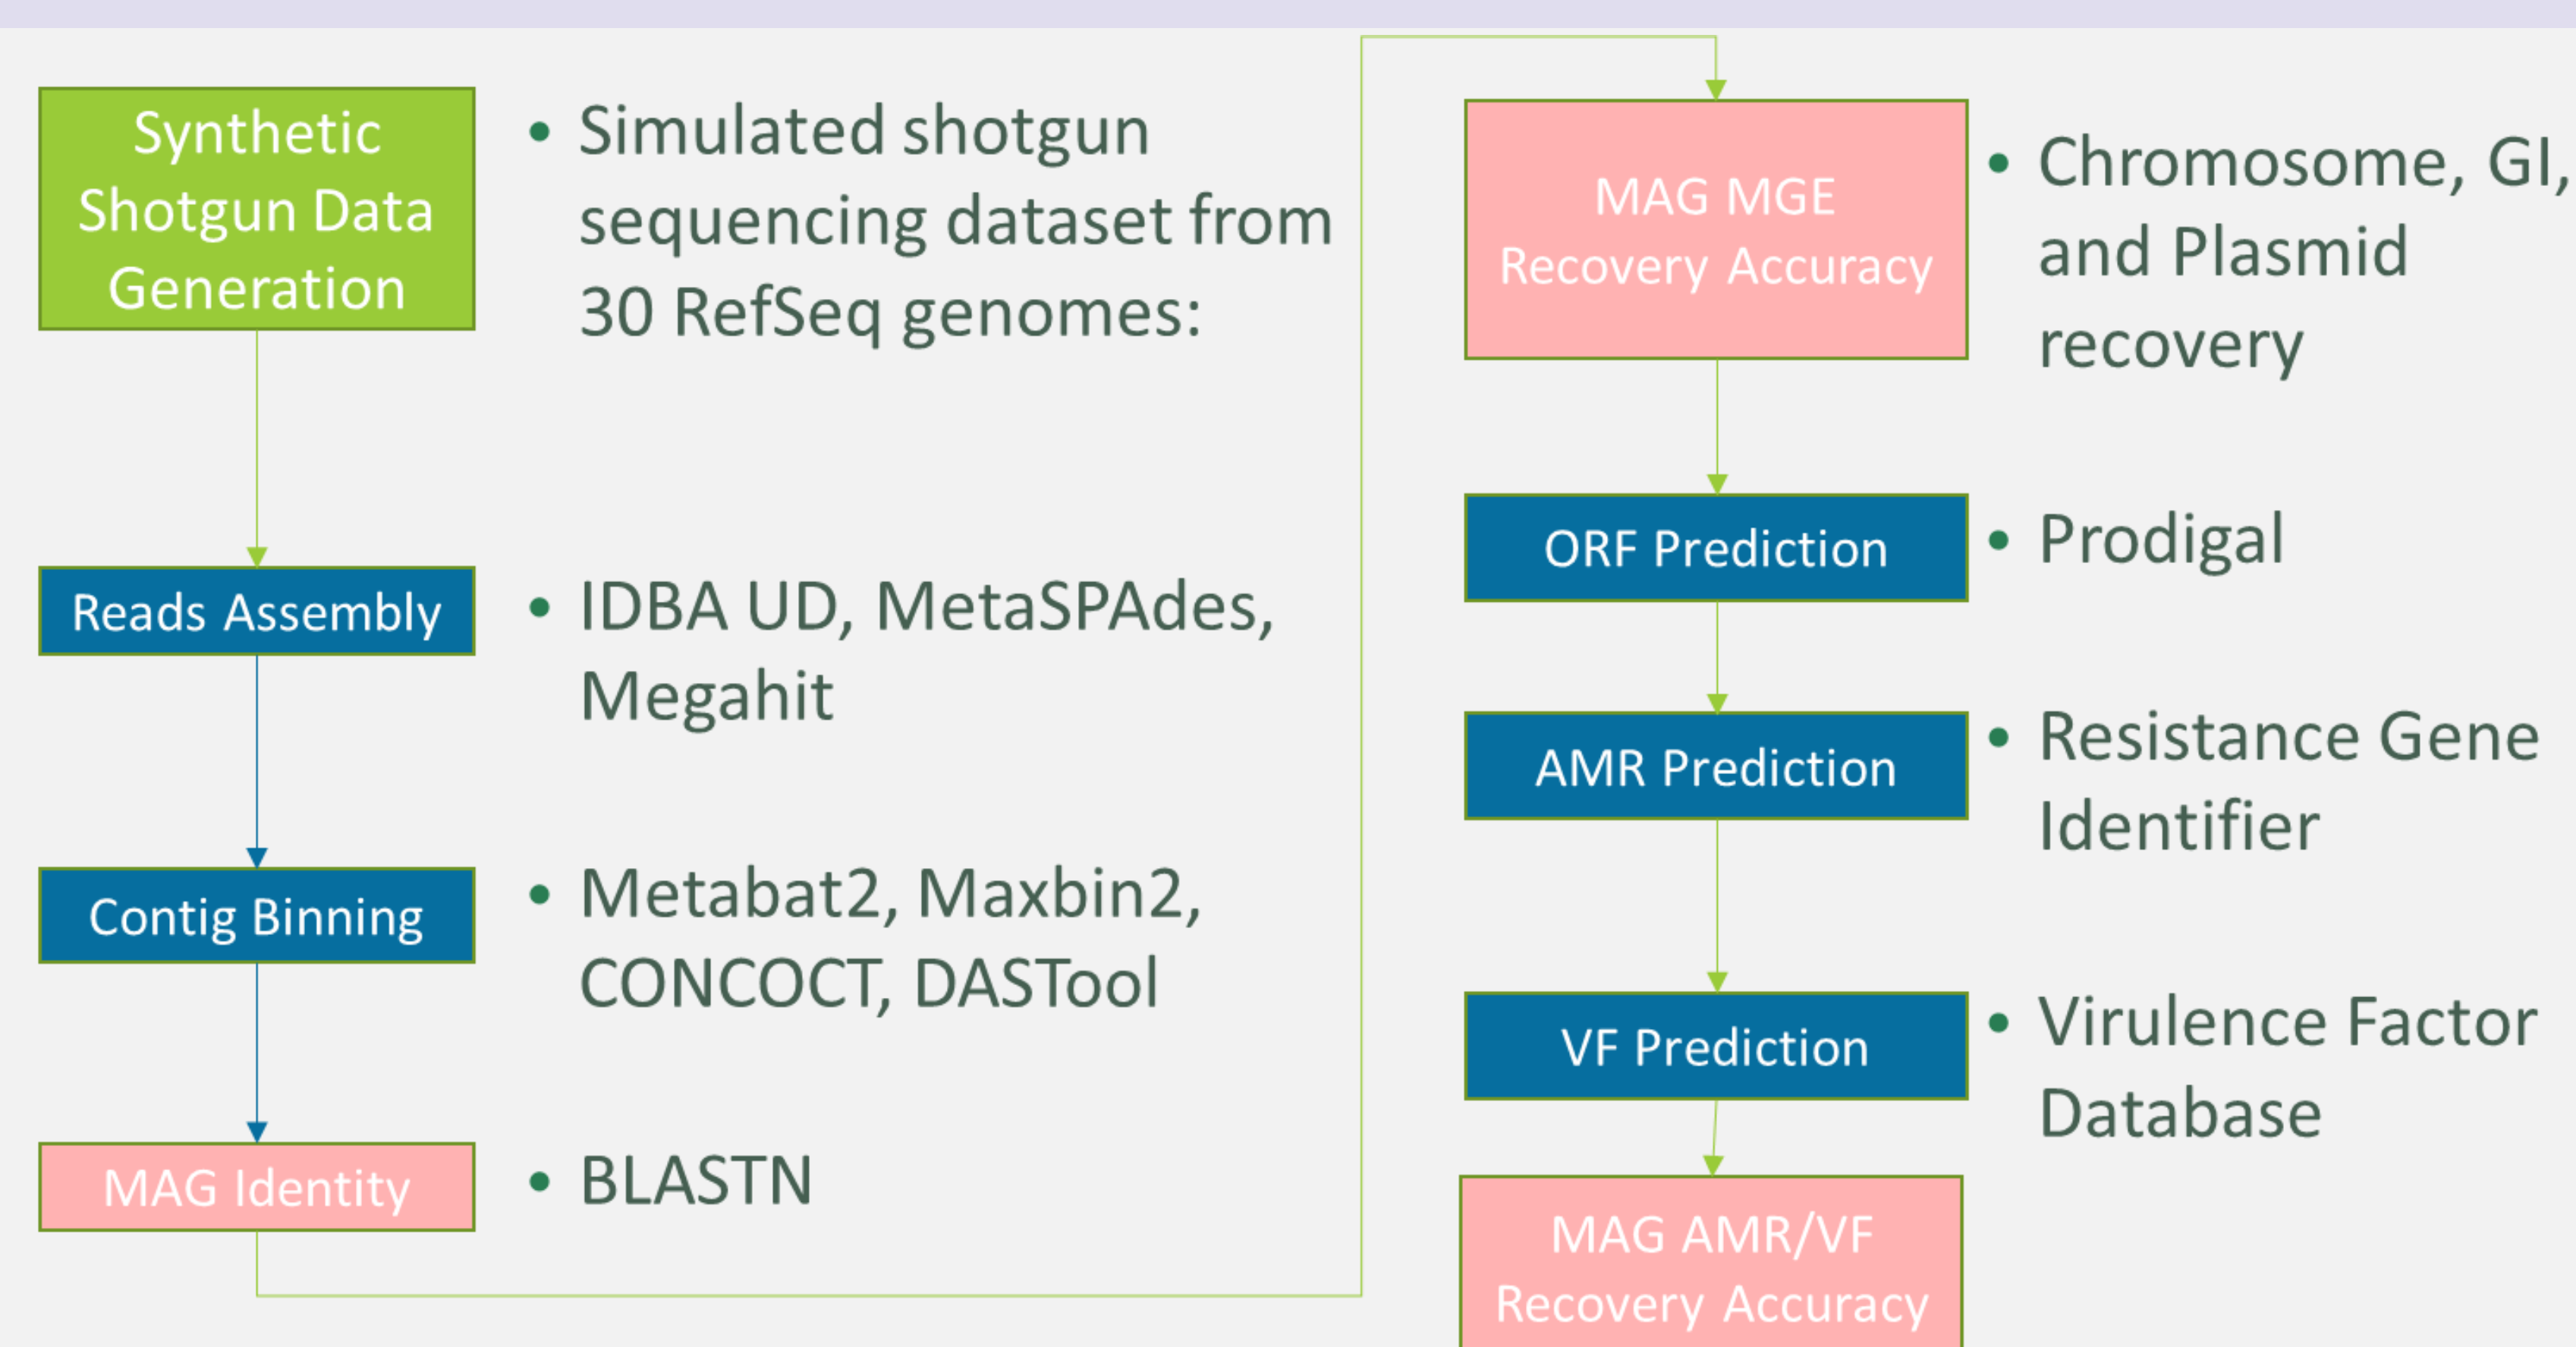 Synthetic
Shotgun Data
Generation
• Simulated shotgun
sequencing dataset from
30 RefSeq genomes:
Reads Assembly
• IDBA UD, MetaSPAdes,
Megahit
Contig Binning
• Metabat2, Maxbin2,
CONCOCT, DASTool
MAG Identity
• BLASTN
MAG MGE
Recovery Accuracy
• Chromosome, GI,
and Plasmid
recovery
ORF Prediction
• Prodigal
AMR Prediction
• Resistance Gene
Identifier
VF Prediction
• Virulence Factor
Database
MAG AMR/VF
Recovery Accuracy